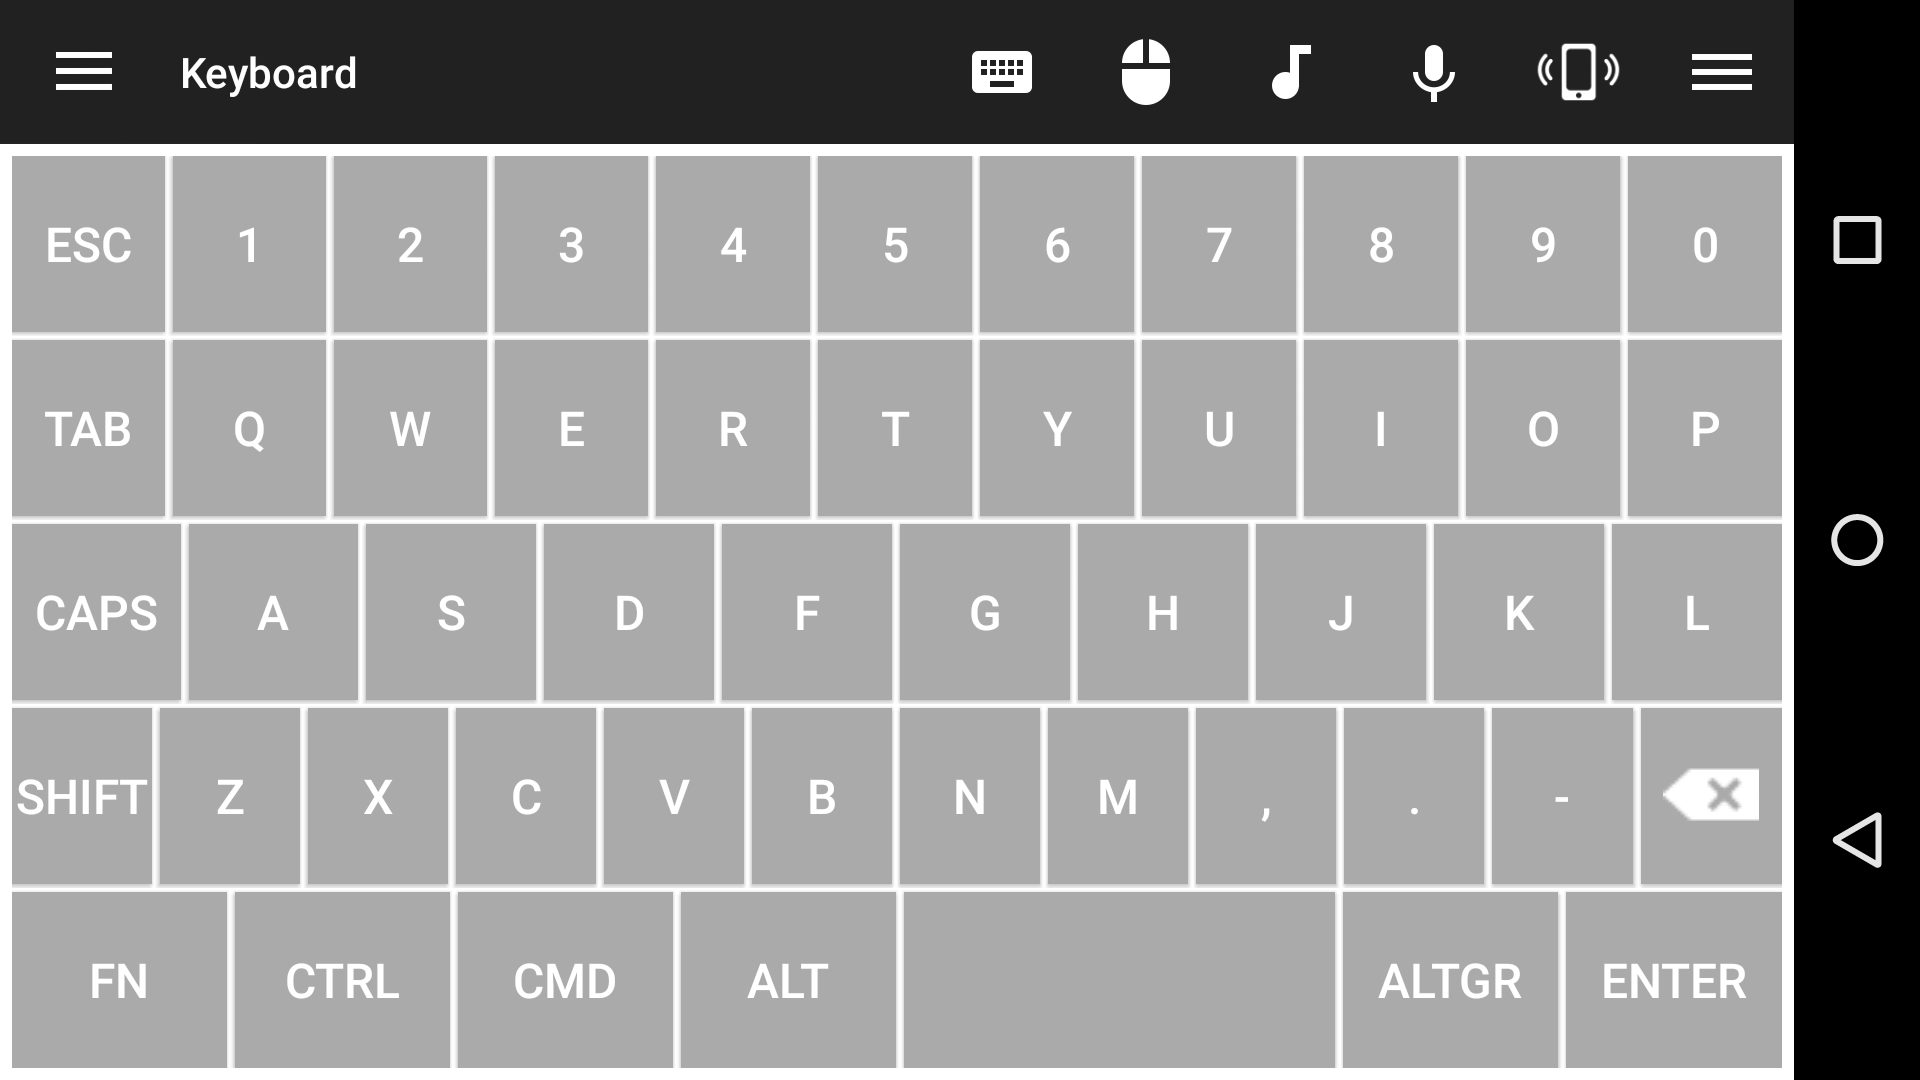 Keyboard
ESC 1 2 3 4 5 6 7 8 9 0
TAB Q W E R T Y U I O P
CAPS A S D F G H J K L
SHIFT Z X C V B N M , . -
FN CTRL CMD ALT ALTGR ENTER